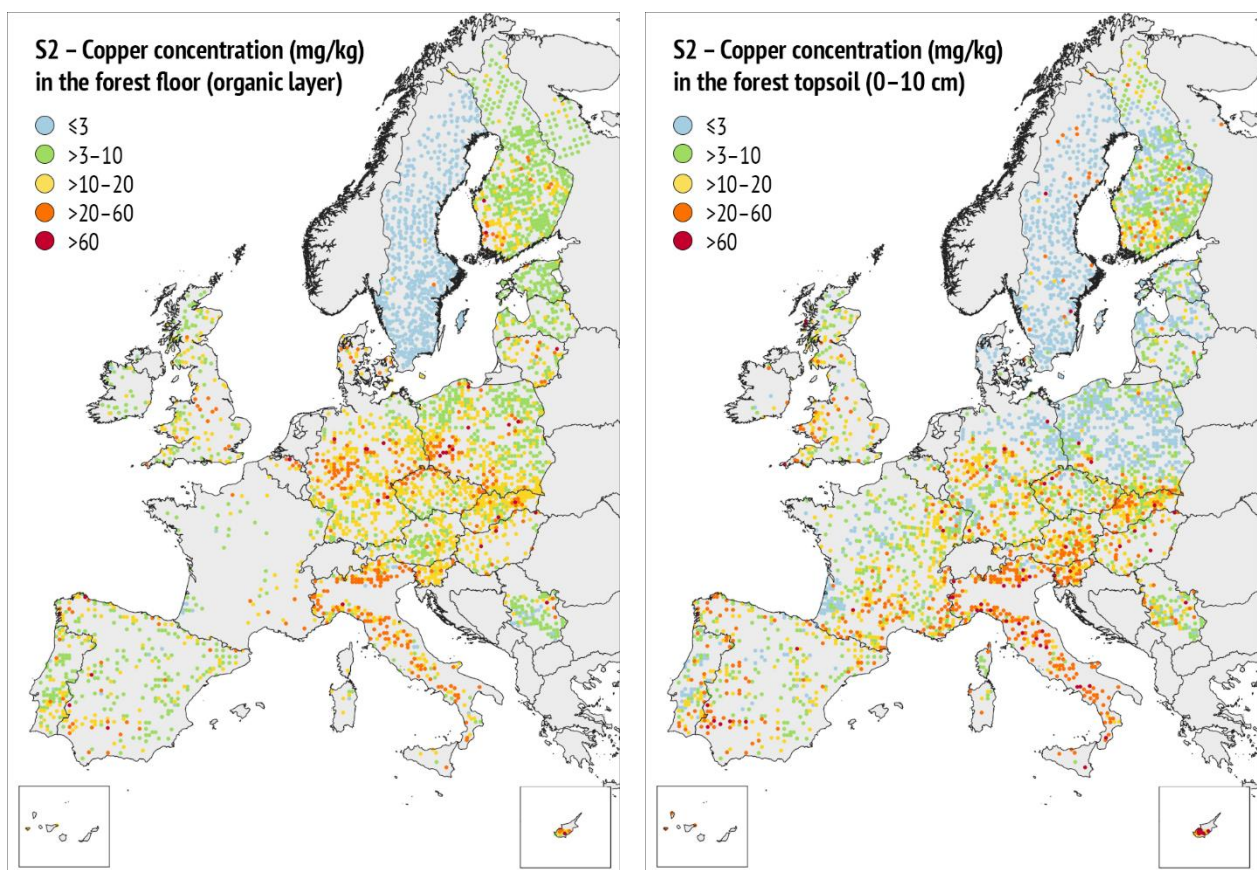 S2 – Copper concentration (mg/kg)
in the forest floor (organic layer)
⩽3
>3–10
>10–20
>20–60
>60
S2 – Copper concentration (mg/kg)
in the forest topsoil (0–10 cm)
⩽3
>3–10
>10–20
>20–60
>60